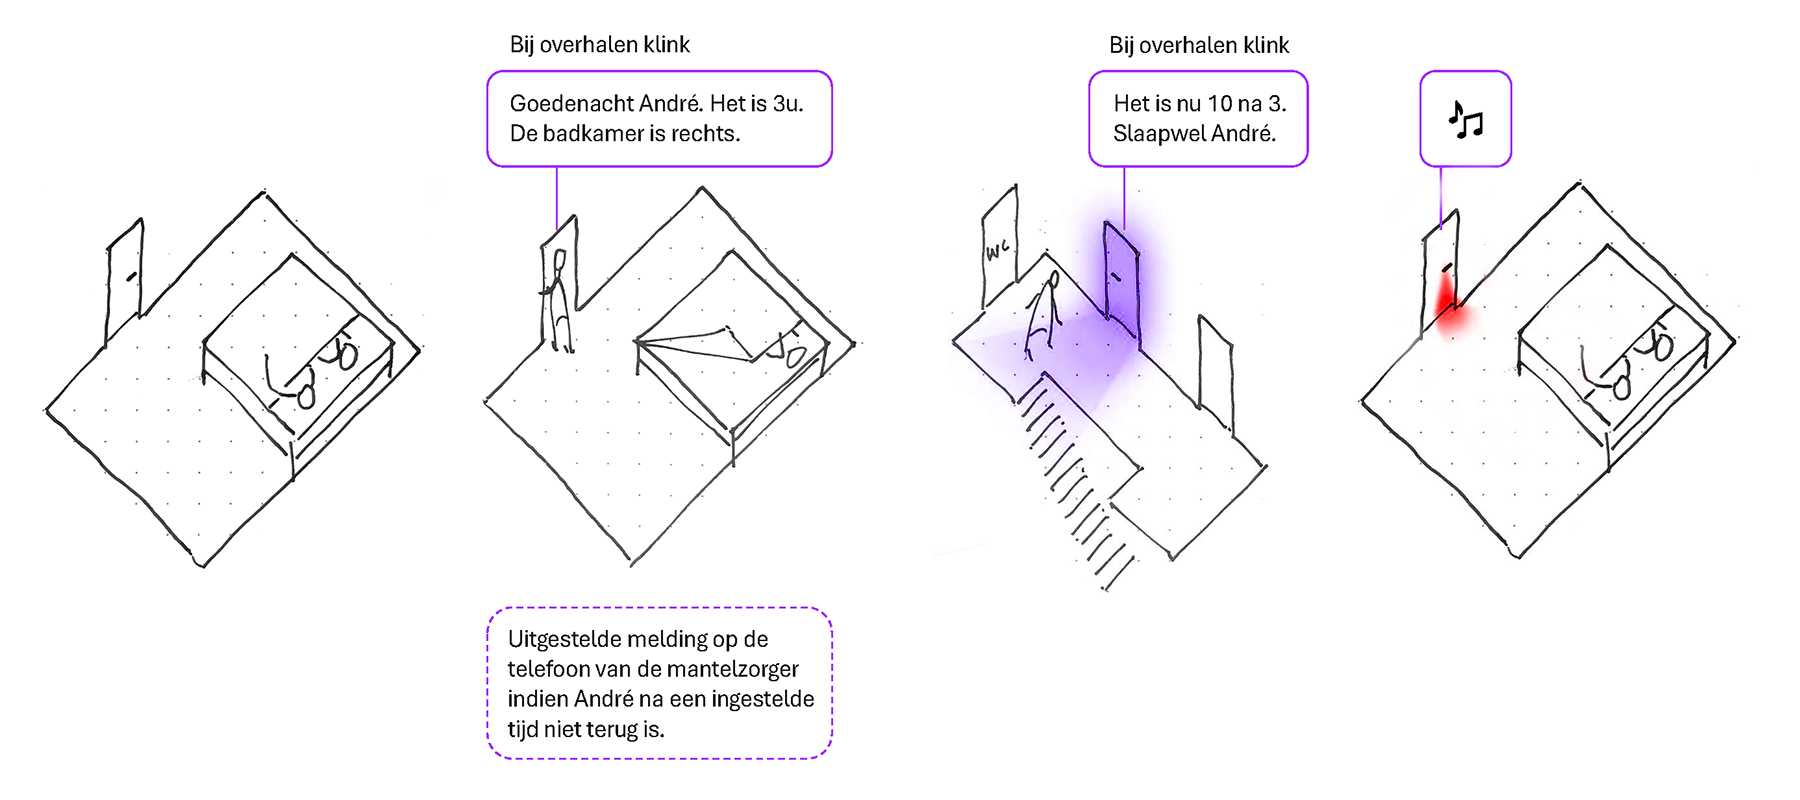 Bij overhalen klink
Goedenacht André. Het is 3u.
De badkamer is rechts.
Bij overhalen klink
Het is nu 10 na 3.
Slaapwel André.
WC
Uitgestelde melding op de
telefoon van de mantelzorger
indien André na een ingestelde
tijd niet terug is.